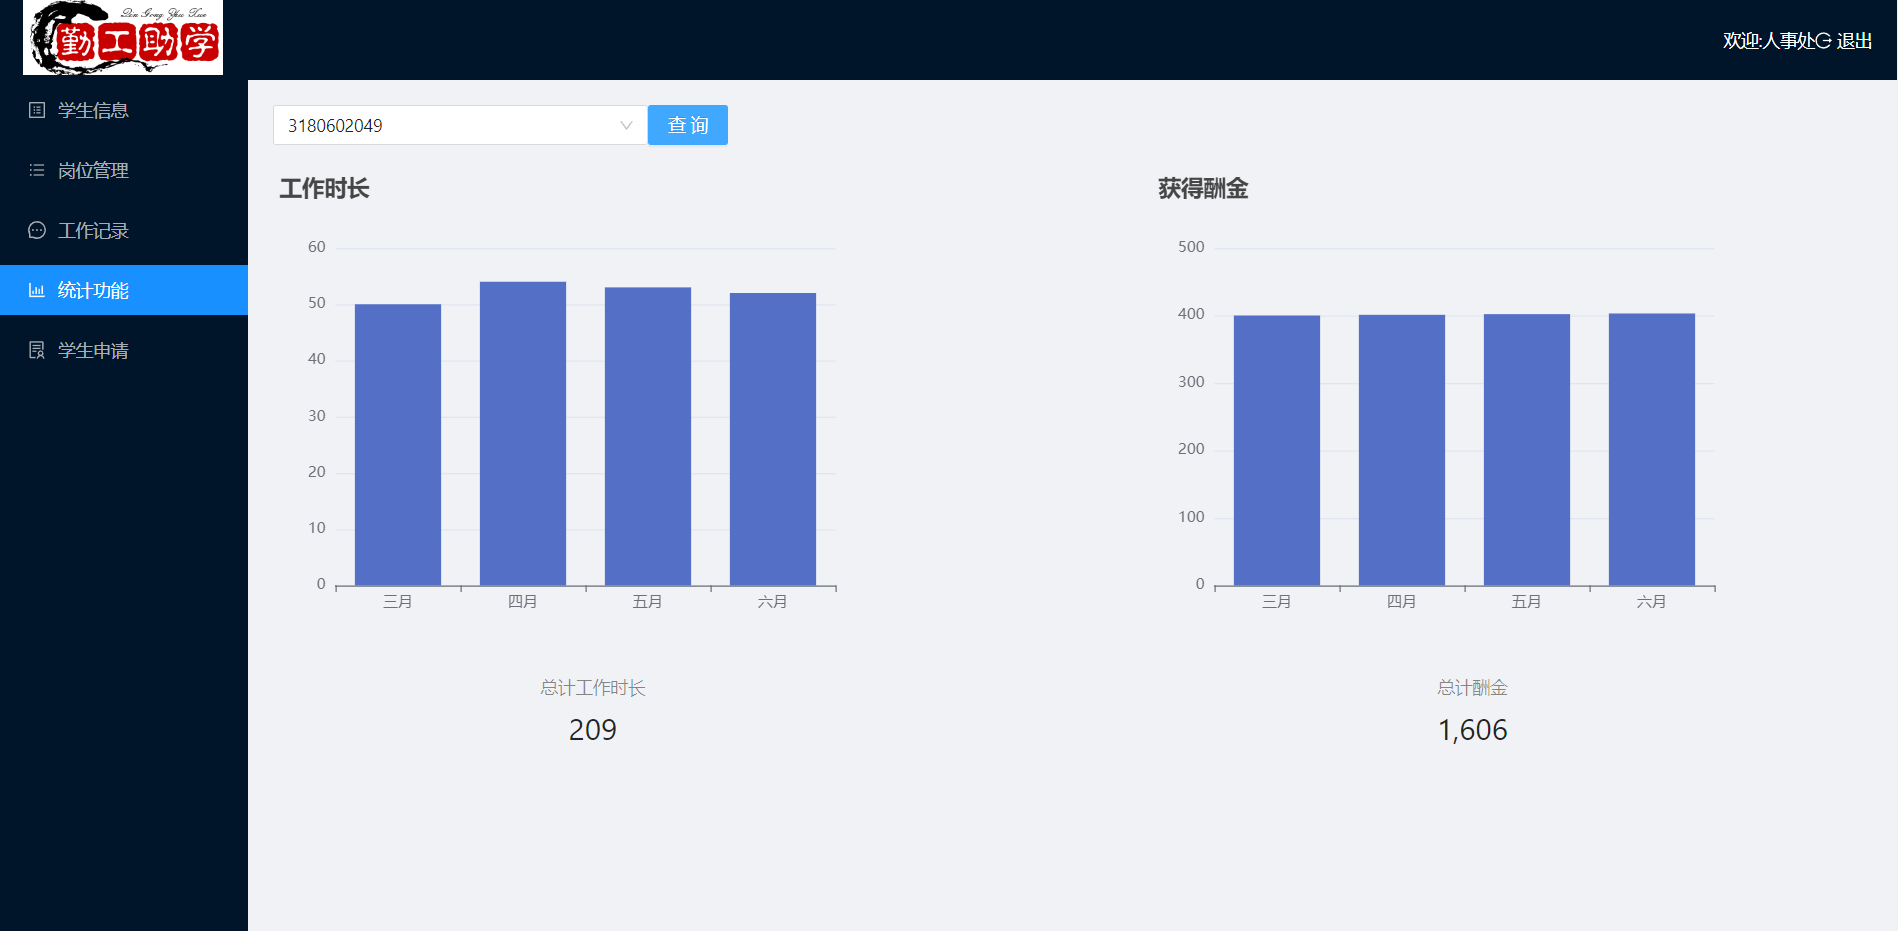 Qin Gong Zhu Xue
勤工助学
欢迎:人事处 退出
学生信息
岗位管理
工作记录
统计功能
学生申请
3180602049
查询
工作时长
60
50
40
30
20
10
0
三月 四月 五月 六月
总计工作时长
209
获得酬金
500
400
300
200
100
0
三月 四月 五月 六月
总计酬金
1,606